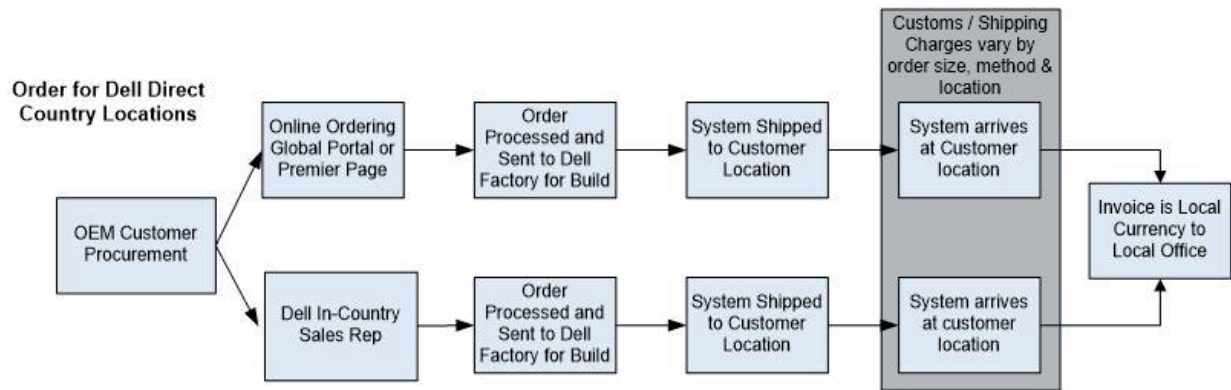 Order for Dell Direct
Country Locations
OEM Customer
Procurement
Online Ordering
Global Portal or
Premier Page
Order
Processed and
Sent to Dell
Factory for Build
System Shipped
to Customer
Location
Customs / Shipping
Charges vary by
order size, method &
location
System arrives
at Customer
location
Dell In-Country
Sales Rep
Order
Processed and
Sent to Dell
Factory for Build
System Shipped
to Customer
Location
System arrives
at customer
location
Invoice is Local
Currency to
Local Office